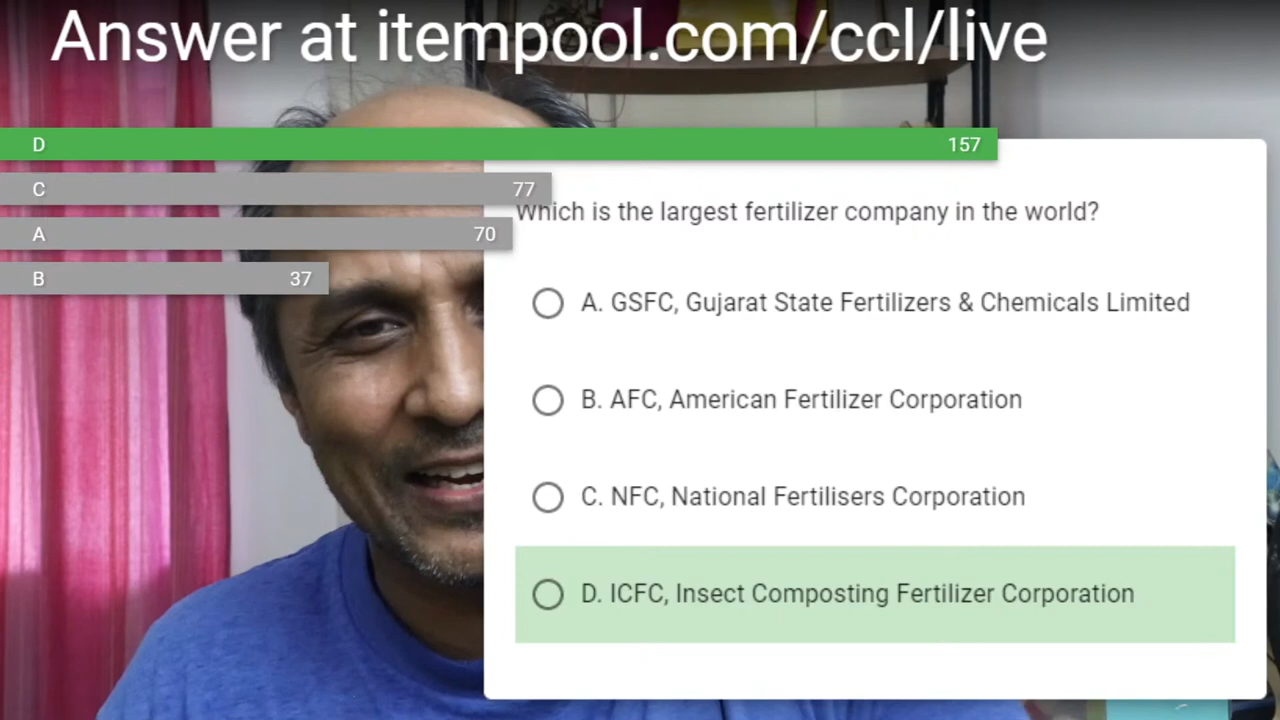 Answer at itempool.com/ccl/live
D 157
C 77
A 70
B 37
Which is the largest fertilizer company in the world?
A. GSFC, Gujarat State Fertilizers & Chemicals Limited
B. AFC, American Fertilizer Corporation
C. NFC, National Fertilisers Corporation
D. ICFC, Insect Composting Fertilizer Corporation